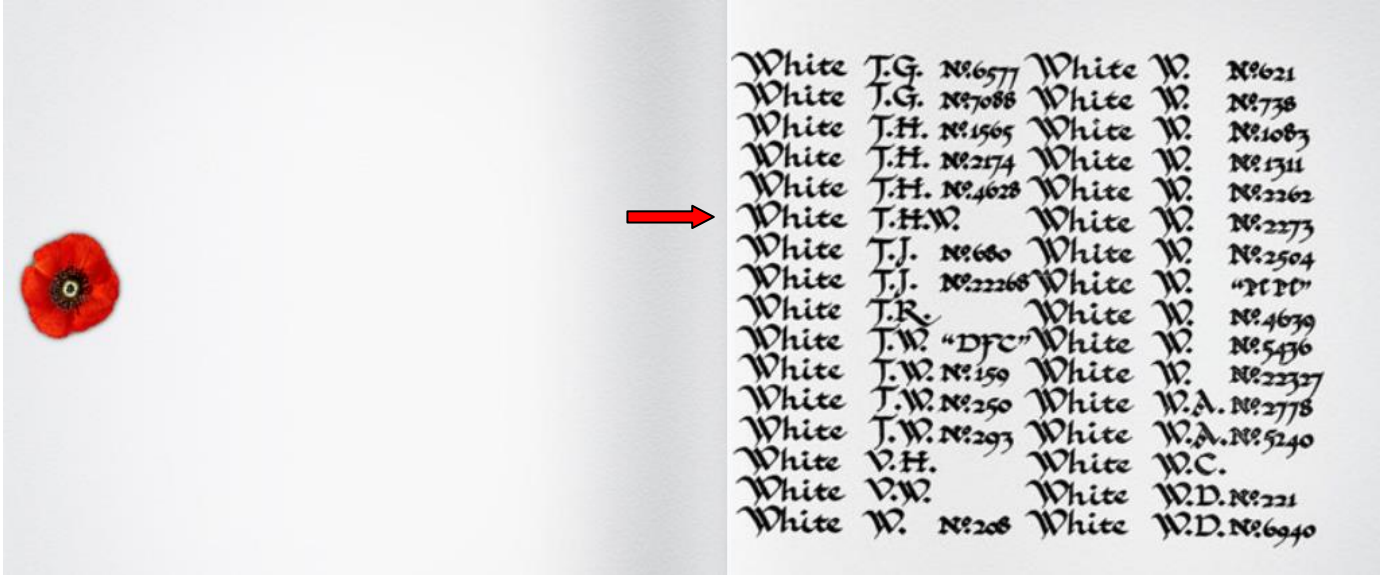 White T.G. Nº.6577 White W. Nº.621
White T.G. Nº.7088 White W. Nº.738
White T.H. Nº.1565 White W. Nº.1083
White T.H. Nº.2174 White W. Nº.1311
White T.H. Nº.4628 White W. Nº.2262
White T.H.W. White W. Nº.2273
White T.J. Nº.680 White W. Nº.2504
White T.J. Nº.22268 White W. "MM"
White T.R. White W. Nº.4639
White T.W. "DFC" White W. Nº.5436
White T.W. Nº.159 White W. Nº.22327
White T.W. Nº.250 White W.A. Nº.2778
White T.W. Nº.293 White W.A. Nº.5240
White V.H. White W.C.
White V.W. White W.D. Nº.221
White W. Nº.208 White W.D. Nº.6940